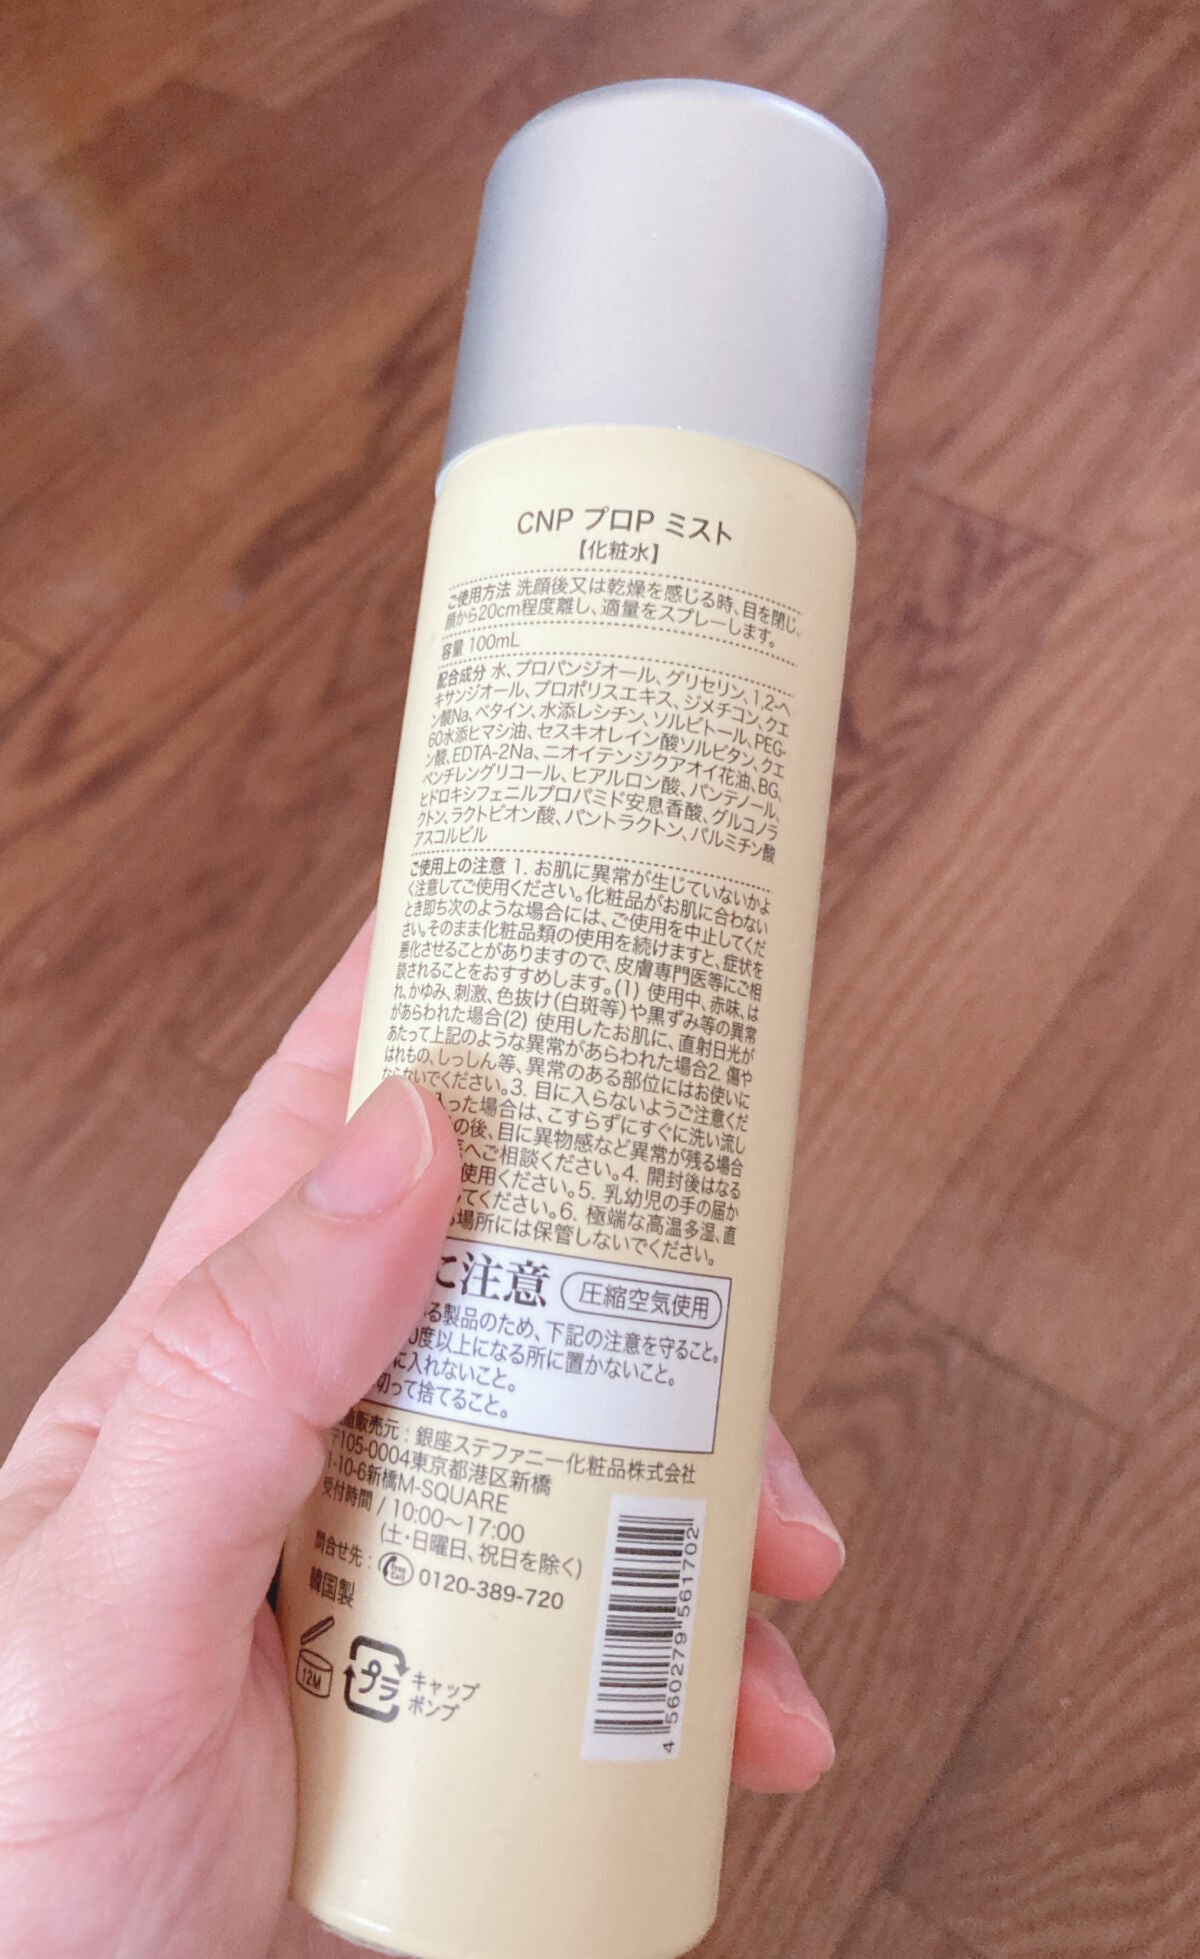 CNP プロP ミスト
【化粧水】
ご使用方法 洗顔後又は乾燥を感じる時、目を閉じ、
顔から20cm程度離し、適量をスプレーします。
容量 100mL
配合成分 水、プロパンジオール、グリセリン、1,2-ヘ
キサンジオール、プロポリスエキス、ジメチコン、クエ
ン酸Na、ベタイン、水添レシチン、ソルビトール、PEG-
60水添ヒマシ油、セスキオレイン酸ソルビタン、クエ
ン酸、EDTA-2Na、ニオイテンジクアオイ花油、BG、
ペンチレングリコール、ヒアルロン酸、パンテノール、
ヒドロキシフェニルプロパミド安息香酸、グルコノラ
クトン、ラクトビオン酸、パントラクトン、パルミチン酸
アスコルビル
ご使用上の注意 1. お肌に異常が生じていないかよ
く注意してご使用ください。化粧品がお肌に合わない
とき即ち次のような場合には、ご使用を中止してくだ
さい。そのまま化粧品類の使用を続けますと、症状を
悪化させることがありますので、皮膚専門医等にご相
談されることをおすすめします。(1) 使用中、赤味、は
れ、かゆみ、刺激、色抜け(白斑等)や黒ずみ等の異常
があらわれた場合(2) 使用したお肌に、直射日光が
あたって上記のような異常があらわれた場合2. 傷や
はれもの、しっしん等、異常のある部位にはお使いに
ならないでください。3. 目に入らないようご注意くだ
入った場合は、こすらずにすぐに洗い流し
の後、目に異物感など異常が残る場合
へご相談ください。4. 開封後はなる
使用ください。5. 乳幼児の手の届か
してください。6. 極端な高温多湿、直
場所には保管しないでください。
に注意 圧縮空気使用
る製品のため、下記の注意を守ること。
0度以上になる所に置かないこと。
に入れないこと。
切って捨てること。
販売元 : 銀座ステファニー化粧品株式会社
〒105-0004東京都港区新橋
1-10-6新橋M-SQUARE
受付時間 / 10:00～17:00
(土・日曜日、祝日を除く)
問合せ先 : Free Call 0120-389-720
韓国製
12M プラ キャップ
ポンプ
4 560279 561702